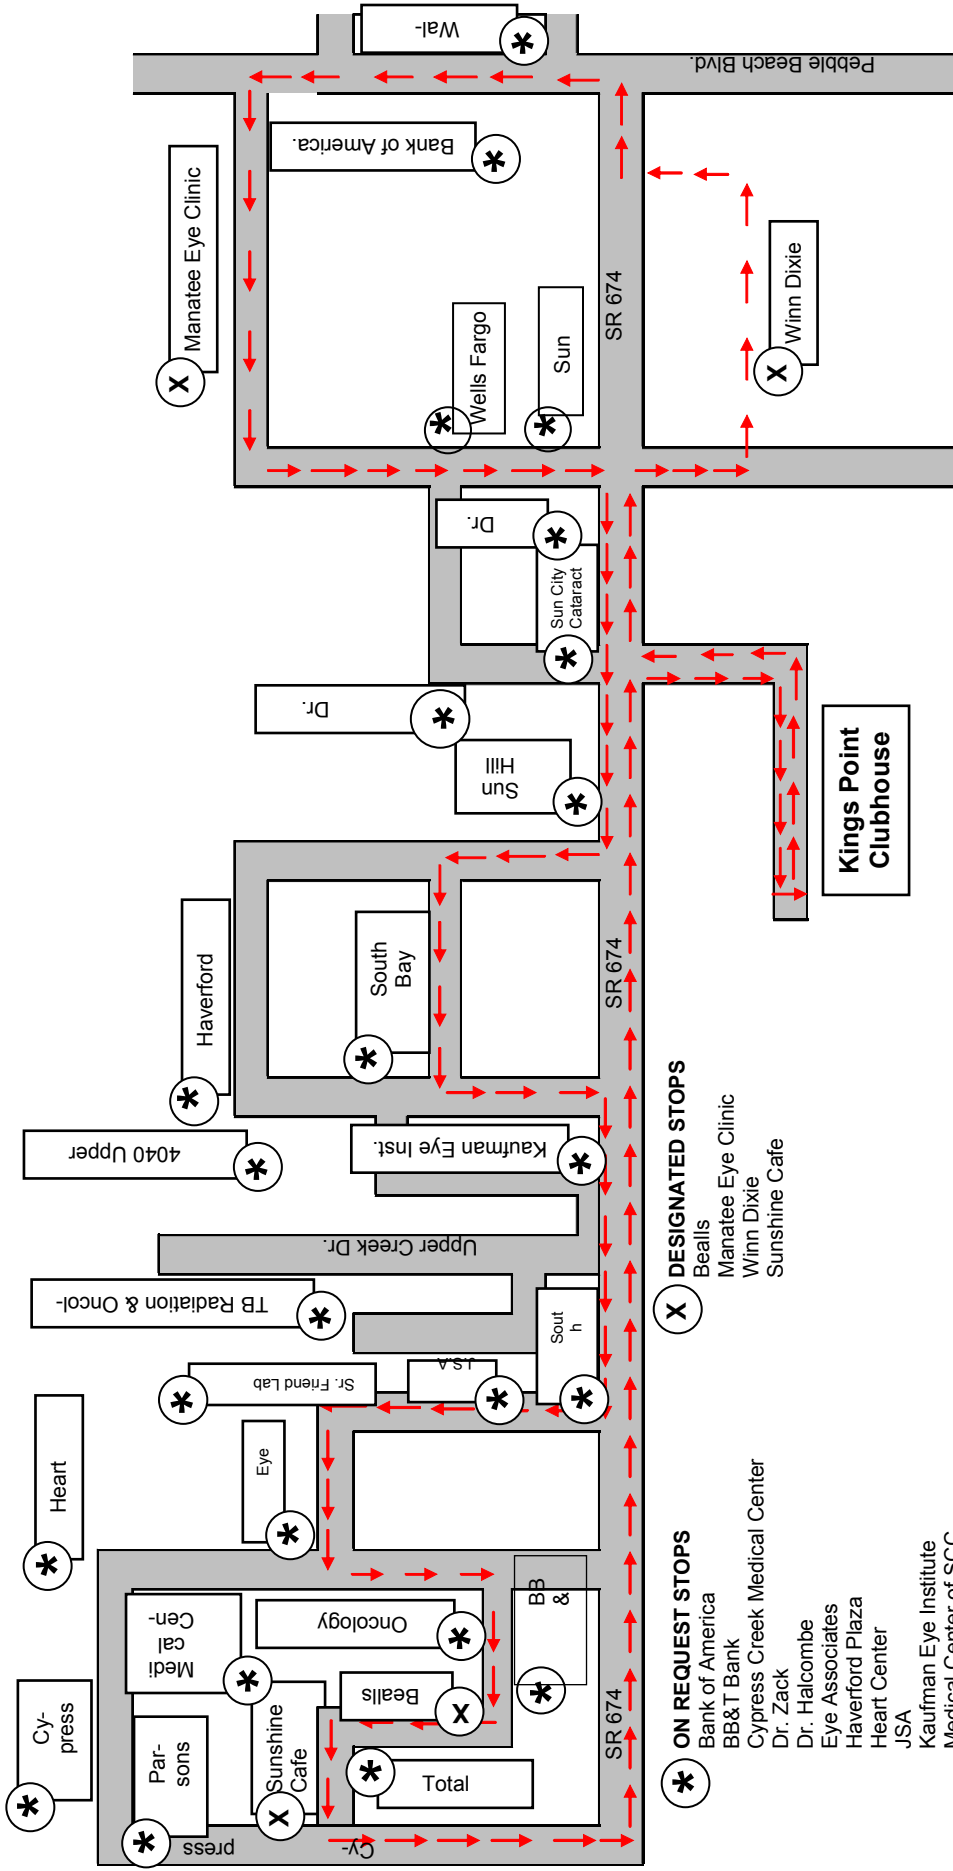 Wal-
Pebble Beach Blvd.
Bank of America.
Manatee Eye Clinic
X
Wells Fargo
Sun
SR 674
Winn Dixie
X
Dr.
Sun City
Cataract
Dr.
Sun
Hill
Kings Point
Clubhouse
Haverford
South
Bay
SR 674
4040 Upper
Kaufman Eye Inst.
Upper Creek Dr.
TB Radiation & Oncol-
Sout
h
J.S.A
Sr. Friend Lab
Heart
Eye
Medi
cal
Cen-
Oncology
BB
&
Bealls
X
Cy-
press
Par-
sons
Sunshine
Cafe
X
Total
SR 674
Cy-
press
X DESIGNATED STOPS
Bealls
Manatee Eye Clinic
Winn Dixie
Sunshine Cafe
* ON REQUEST STOPS
Bank of America
BB&T Bank
Cypress Creek Medical Center
Dr. Zack
Dr. Halcombe
Eye Associates
Haverford Plaza
Heart Center
JSA
Kaufman Eye Institute
Medical Center of SCC